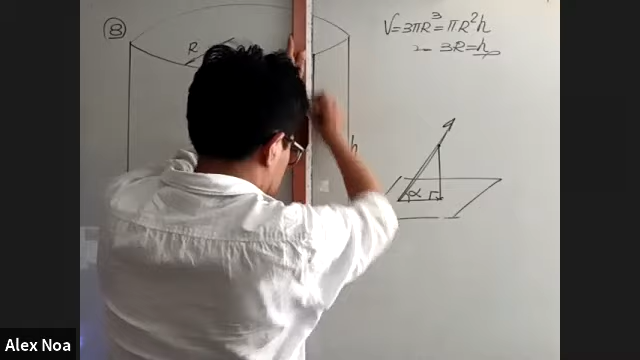 8
R
V=3πR³=πR²h
→ 3R=h
h
α
Alex Noa